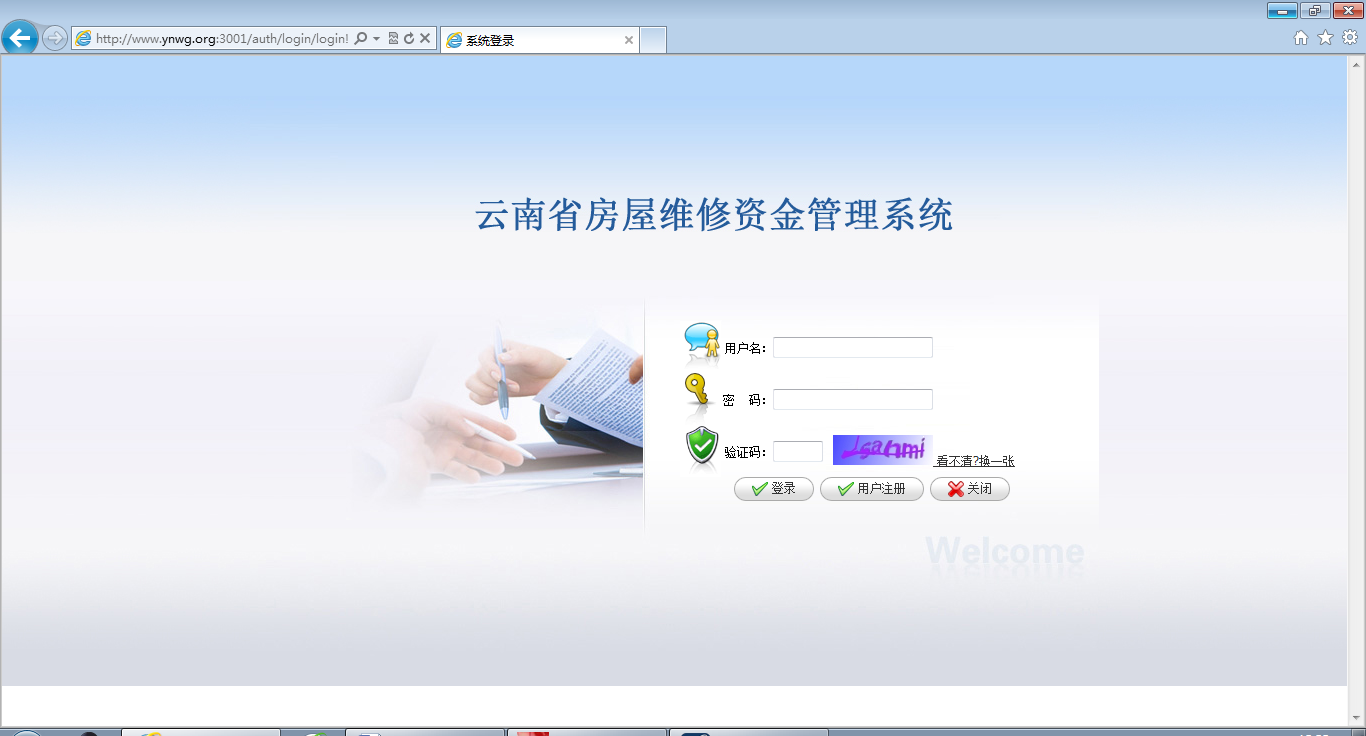 http://www.ynwg.org:3001/auth/login/login!
系统登录
云南省房屋维修资金管理系统
用户名：
密 码：
验证码：
看不清?换一张
登录 用户注册 关闭
Welcome